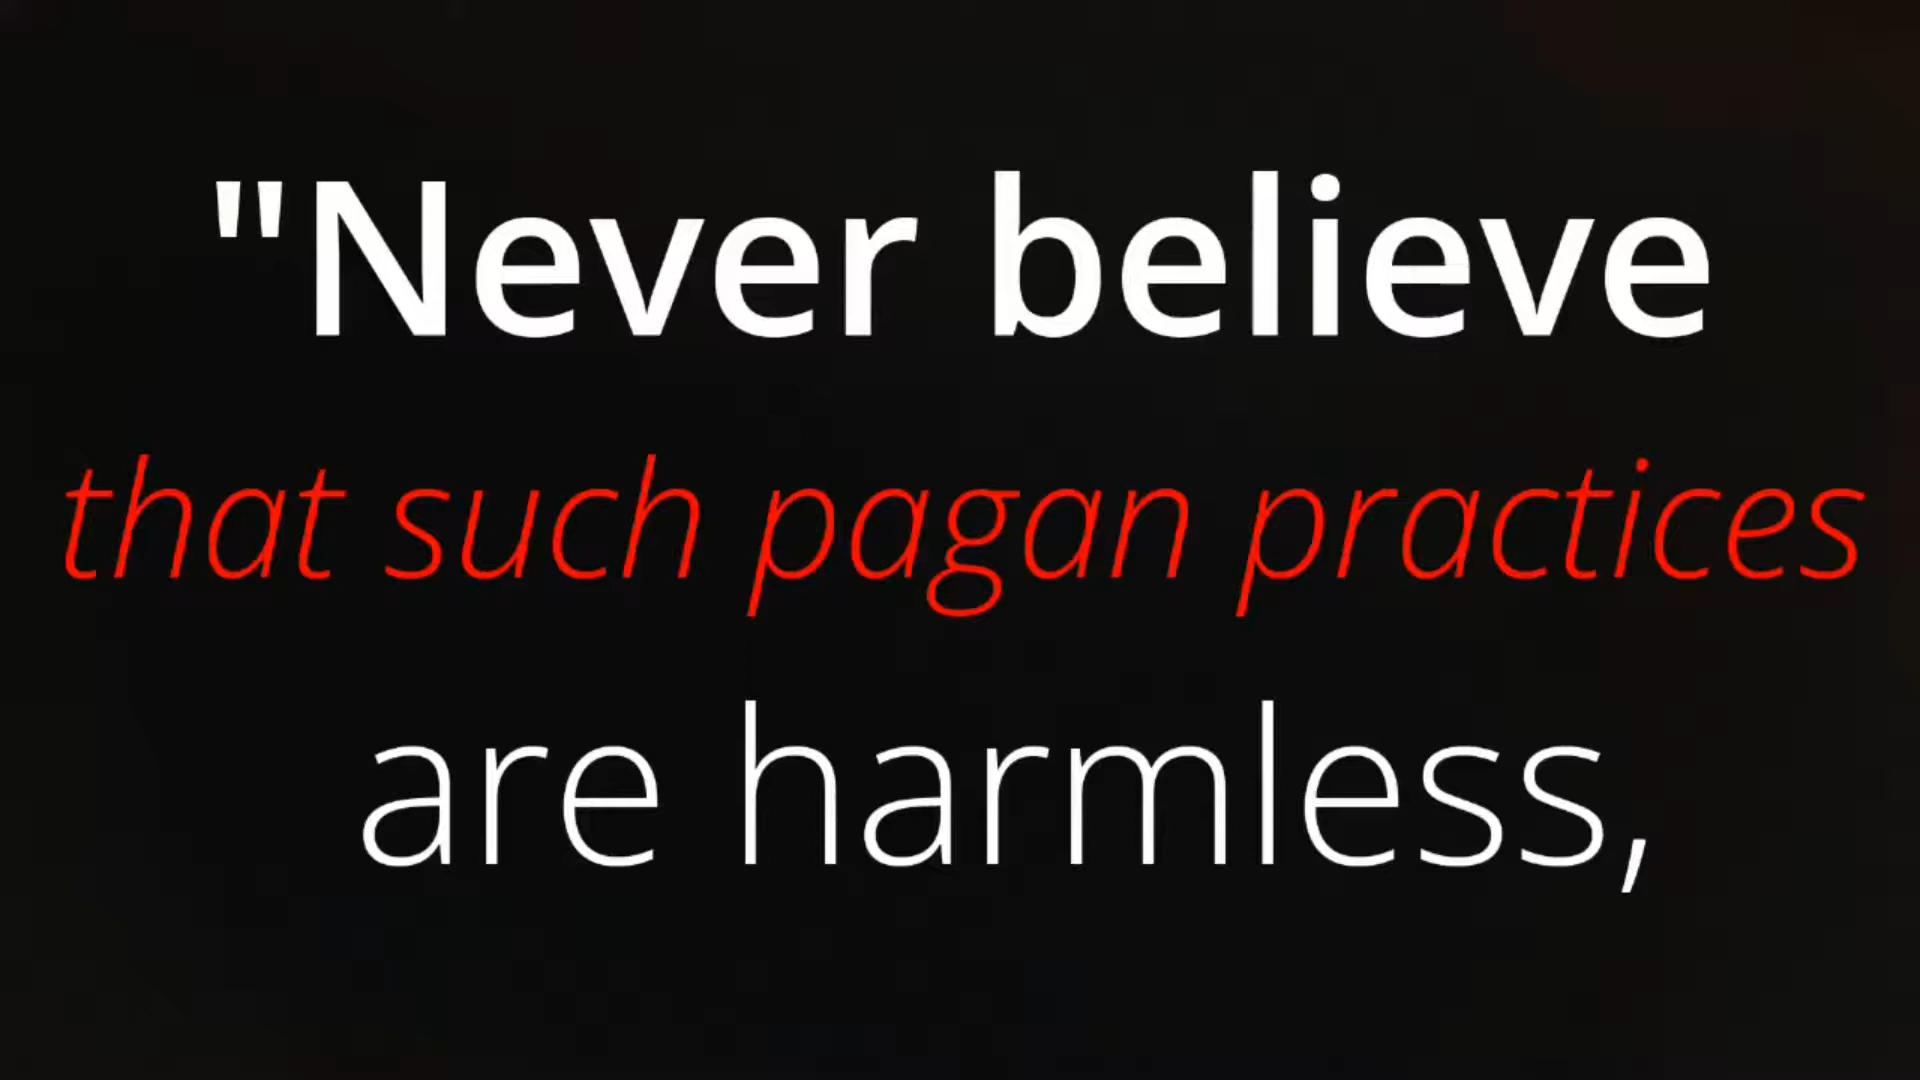 "Never believe
that such pagan practices
are harmless,